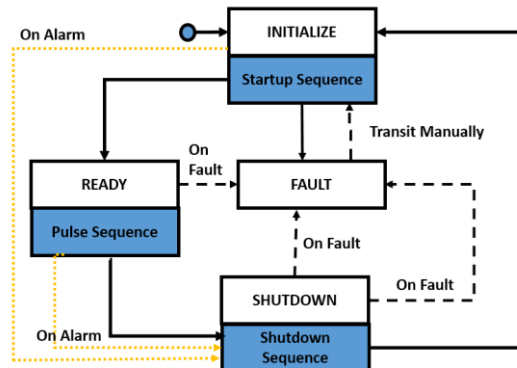 On Alarm
INITIALIZE
Startup Sequence
Transit Manually
On
Fault
READY
FAULT
Pulse Sequence
On Fault
On Fault
SHUTDOWN
On Alarm
Shutdown
Sequence